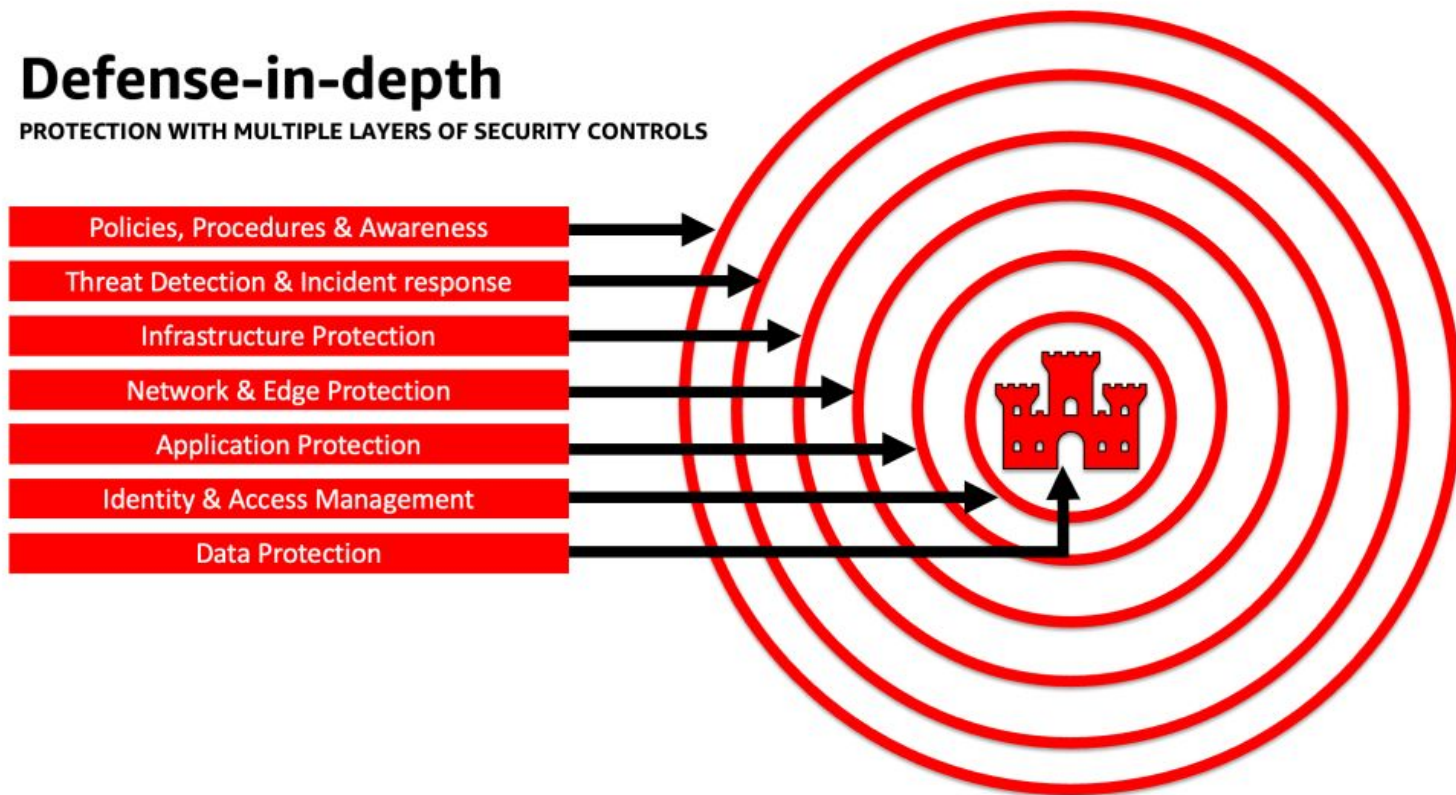 Defense-in-depth
PROTECTION WITH MULTIPLE LAYERS OF SECURITY CONTROLS
Policies, Procedures & Awareness
Threat Detection & Incident response
Infrastructure Protection
Network & Edge Protection
Application Protection
Identity & Access Management
Data Protection